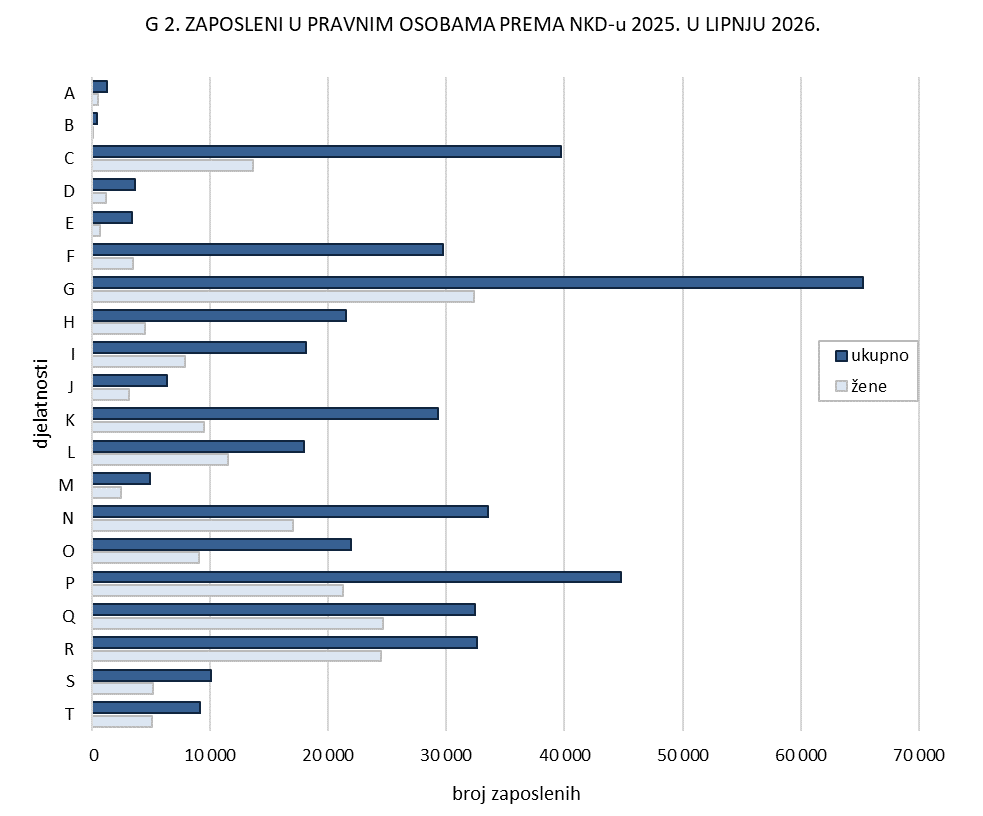 G 2. ZAPOSLENI U PRAVNIM OSOBAMA PREMA NKD-u 2025. U LIPNJU 2026.
A
B
C
D
E
F
G
H
I
J
K
L
M
N
O
P
Q
R
S
T
djelatnosti
ukupno
žene
0 10 000 20 000 30 000 40 000 50 000 60 000 70 000
broj zaposlenih